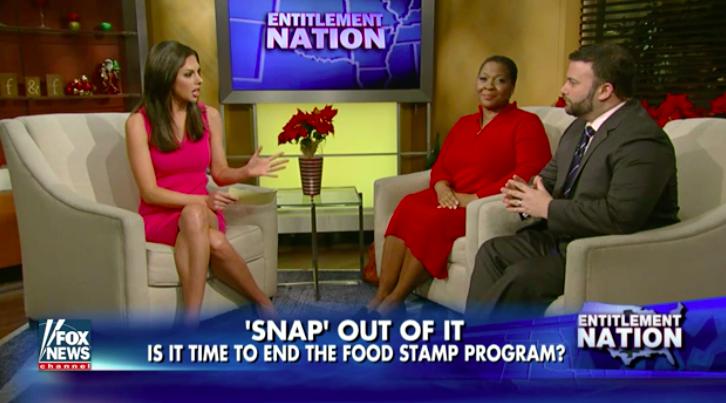 ENTITLEMENT
NATION
f & f
'SNAP' OUT OF IT
IS IT TIME TO END THE FOOD STAMP PROGRAM?
FOX
NEWS
channel
ENTITLEMENT
NATION